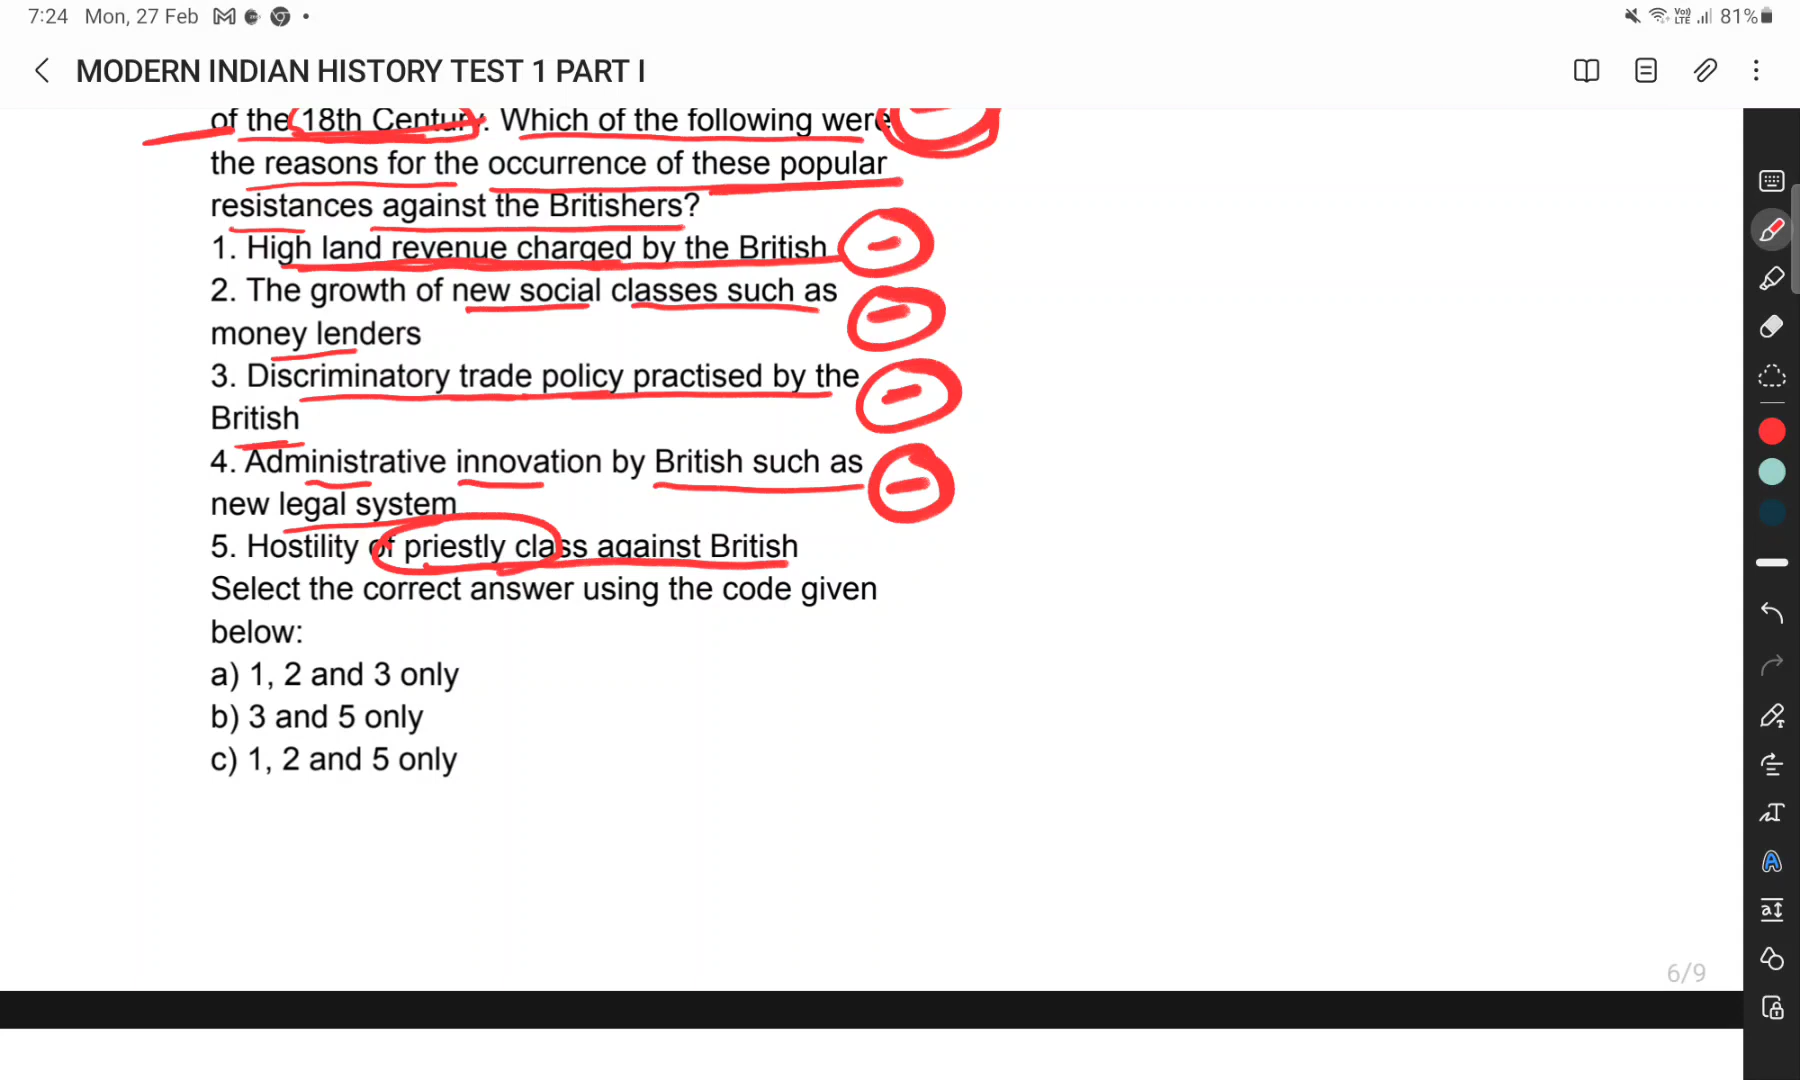 7:24 Mon, 27 Feb
81%
MODERN INDIAN HISTORY TEST 1 PART I
of the 18th Century. Which of the following were
the reasons for the occurrence of these popular
resistances against the Britishers?
1. High land revenue charged by the British
2. The growth of new social classes such as
money lenders
3. Discriminatory trade policy practised by the
British
4. Administrative innovation by British such as
new legal system
5. Hostility of priestly class against British
Select the correct answer using the code given
below:
a) 1, 2 and 3 only
b) 3 and 5 only
c) 1, 2 and 5 only
6/9